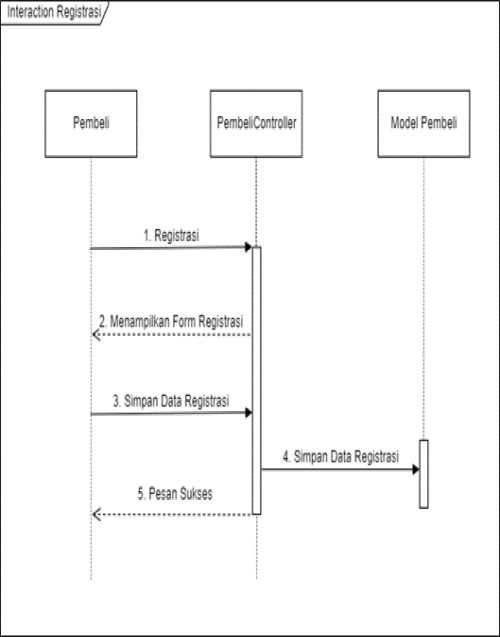 Interaction Registrasi
Pembeli
PembeliController
Model Pembeli
1. Registrasi
2. Menampilkan Form Registrasi
3. Simpan Data Registrasi
4. Simpan Data Registrasi
5. Pesan Sukses